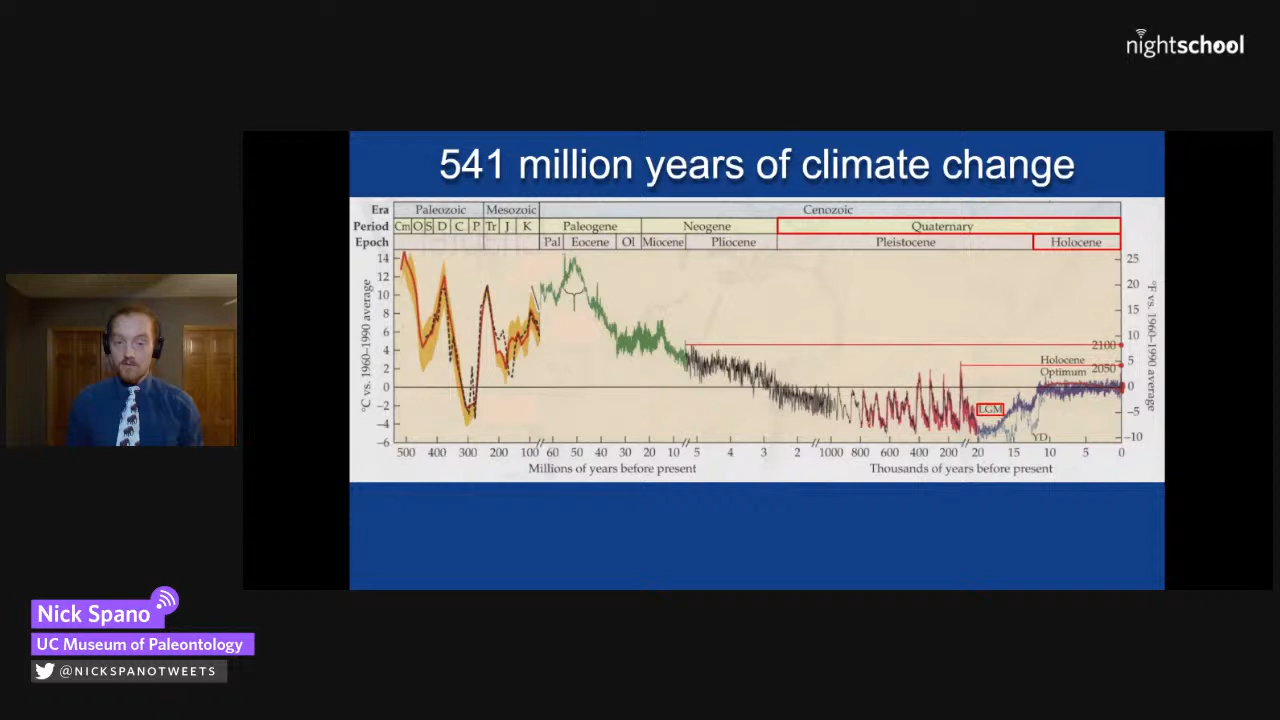 nightschool
541 million years of climate change
Era Paleozoic Mesozoic Cenozoic
Period Cm O S D C P Tr J K Paleogene Neogene Quaternary
Epoch Pal Eocene Ol Miocene Pliocene Pleistocene Holocene
14 12 10 8 6 4 2 0 −2 −4 −6
°C vs. 1960–1990 average
25 20 15 10 5 0 −5 −10
°F vs. 1960–1990 average
2100
Holocene
Optimum 2050
LGM
YD
500 400 300 200 100 60 50 40 30 20 10 5 4 3 2 1000 800 600 400 200 20 15 10 5 0
Millions of years before present Thousands of years before present
Nick Spano
UC Museum of Paleontology
@NICKSPANOTWEETS